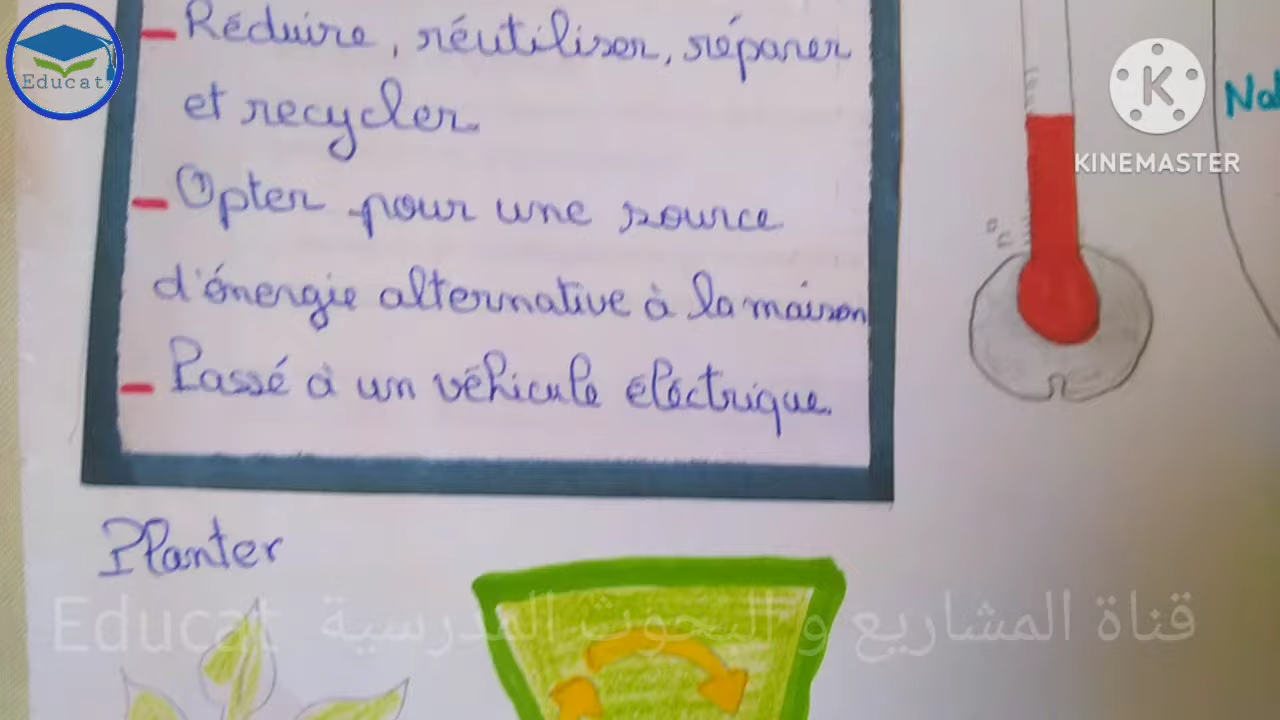 Educat
- Réduire, réutiliser, réparer
et recycler.
- Opter pour une source
d'énergie alternative à la maison
- Passé à un véhicule électrique.
Planter
°C
K
KINEMASTER
Educat قناة المشاريع و البحوث المدرسية